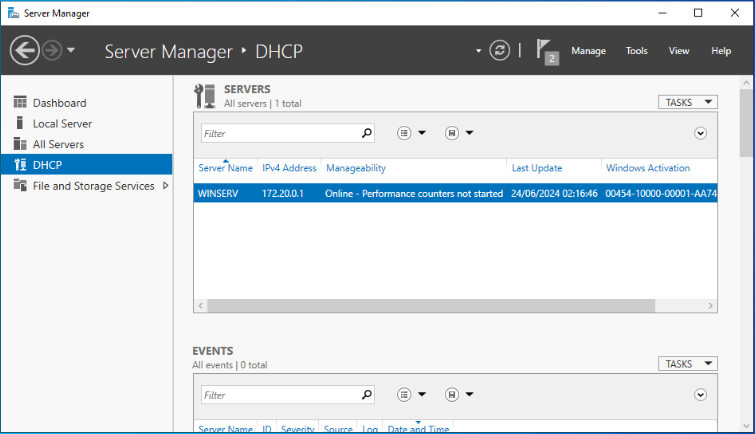 Server Manager
Server Manager ‣ DHCP
2
Manage Tools View Help
Dashboard
Local Server
All Servers
DHCP
File and Storage Services
SERVERS
All servers | 1 total
TASKS
Filter
Server Name IPv4 Address Manageability Last Update Windows Activation
WINSERV 172.20.0.1 Online - Performance counters not started 24/06/2024 02:16:46 00454-10000-00001-AA74
EVENTS
All events | 0 total
TASKS
Filter
Server Name ID Severity Source Log Date and Time